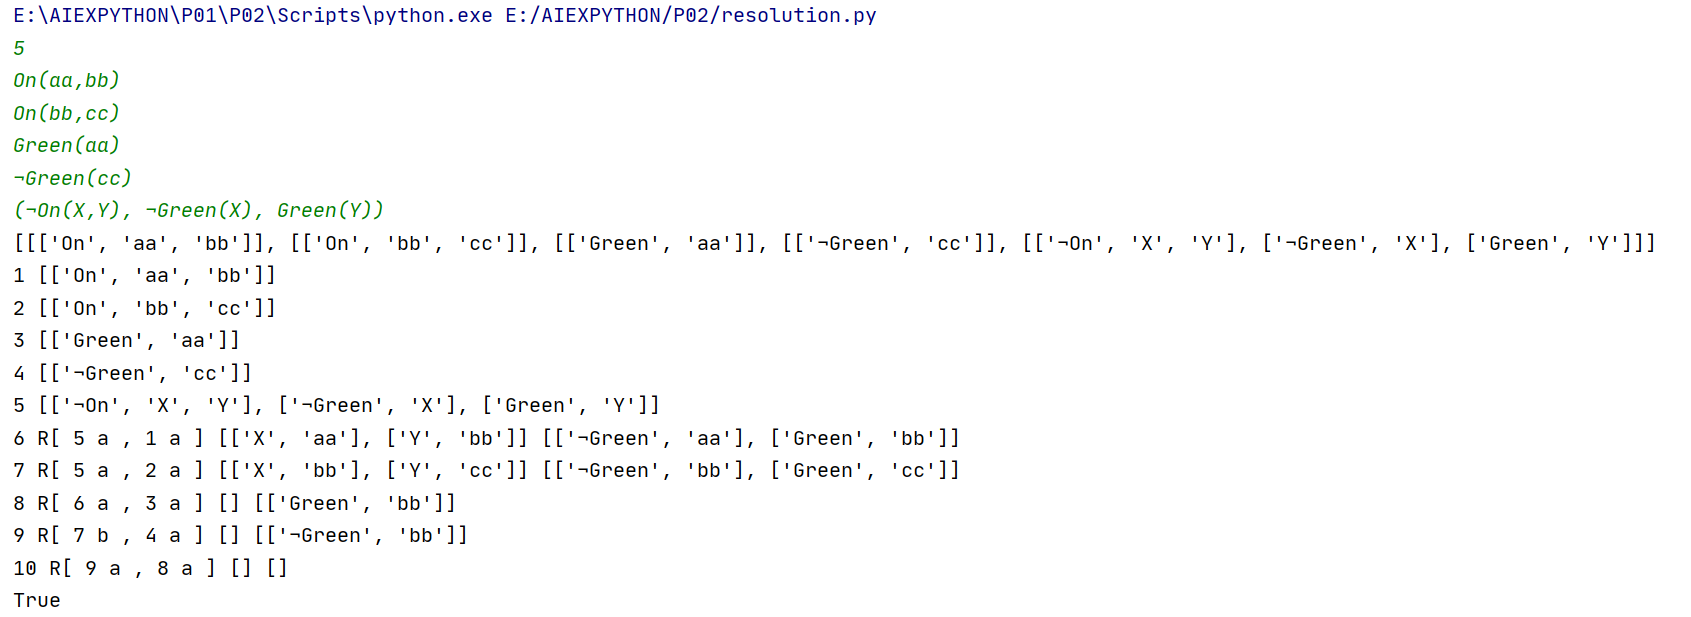 E:\AIEXPYTHON\P01\P02\Scripts\python.exe E:/AIEXPYTHON/P02/resolution.py
5
On(aa,bb)
On(bb,cc)
Green(aa)
¬Green(cc)
(¬On(X,Y), ¬Green(X), Green(Y))
[[['On', 'aa', 'bb']], [['On', 'bb', 'cc']], [['Green', 'aa']], [['¬Green', 'cc']], [['¬On', 'X', 'Y'], ['¬Green', 'X'], ['Green', 'Y']]]
1 [['On', 'aa', 'bb']]
2 [['On', 'bb', 'cc']]
3 [['Green', 'aa']]
4 [['¬Green', 'cc']]
5 [['¬On', 'X', 'Y'], ['¬Green', 'X'], ['Green', 'Y']]
6 R[ 5 a , 1 a ] [['X', 'aa'], ['Y', 'bb']] [['¬Green', 'aa'], ['Green', 'bb']]
7 R[ 5 a , 2 a ] [['X', 'bb'], ['Y', 'cc']] [['¬Green', 'bb'], ['Green', 'cc']]
8 R[ 6 a , 3 a ] [] [['Green', 'bb']]
9 R[ 7 b , 4 a ] [] [['¬Green', 'bb']]
10 R[ 9 a , 8 a ] [] []
True